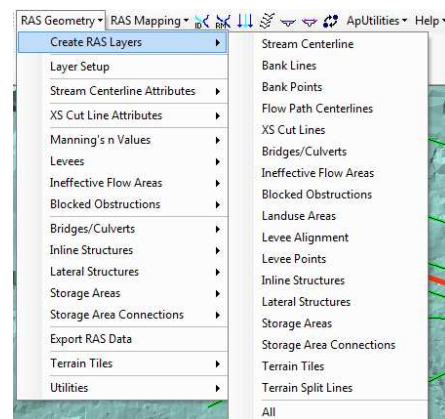 RAS Geometry RAS Mapping ID RM ApUtilities Help
Create RAS Layers
Layer Setup
Stream Centerline Attributes
XS Cut Line Attributes
Manning's n Values
Levees
Ineffective Flow Areas
Blocked Obstructions
Bridges/Culverts
Inline Structures
Lateral Structures
Storage Areas
Storage Area Connections
Export RAS Data
Terrain Tiles
Utilities
Stream Centerline
Bank Lines
Bank Points
Flow Path Centerlines
XS Cut Lines
Bridges/Culverts
Ineffective Flow Areas
Blocked Obstructions
Landuse Areas
Levee Alignment
Levee Points
Inline Structures
Lateral Structures
Storage Areas
Storage Area Connections
Terrain Tiles
Terrain Split Lines
All